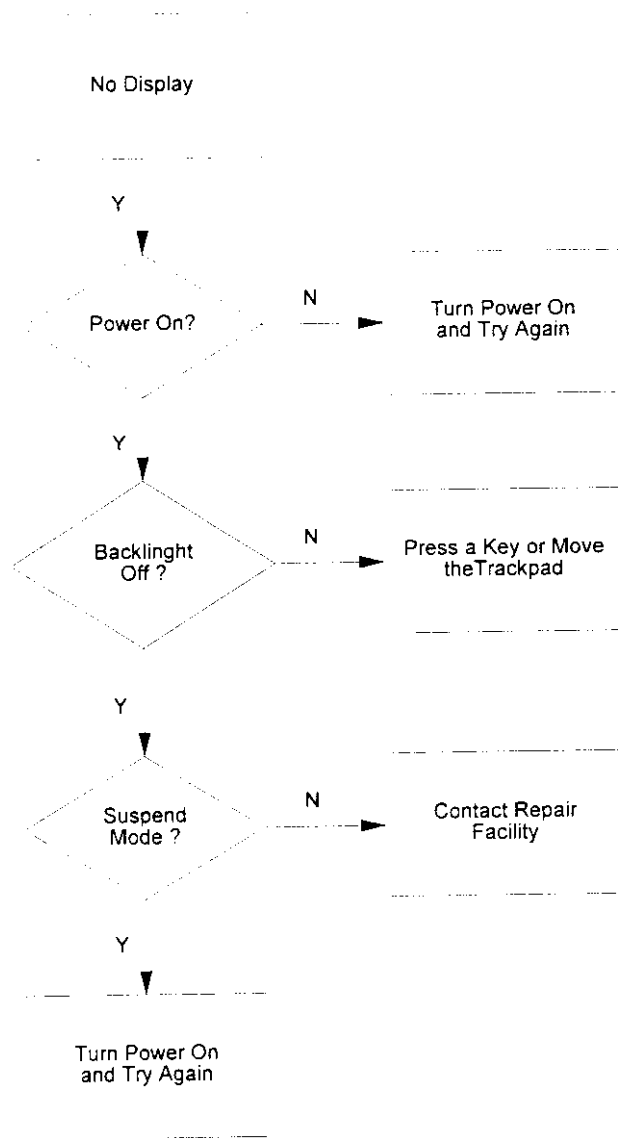 No Display
Y
Power On?
N
Turn Power On
and Try Again
Y
Backlinght
Off ?
N
Press a Key or Move
theTrackpad
Y
Suspend
Mode ?
N
Contact Repair
Facility
Y
Turn Power On
and Try Again